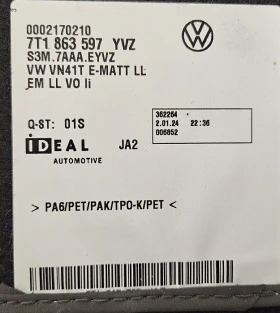 0002170210
7T1 863 597 YVZ
S3M.7AAA.EYVZ
VW VN41T E-MATT LL
EM LL VO li
Q-ST: 01S
iDEAL JA2
AUTOMOTIVE
362264
2.01.24 22:36
006852
> PA6/PET/PAK/TPO-K/PET <